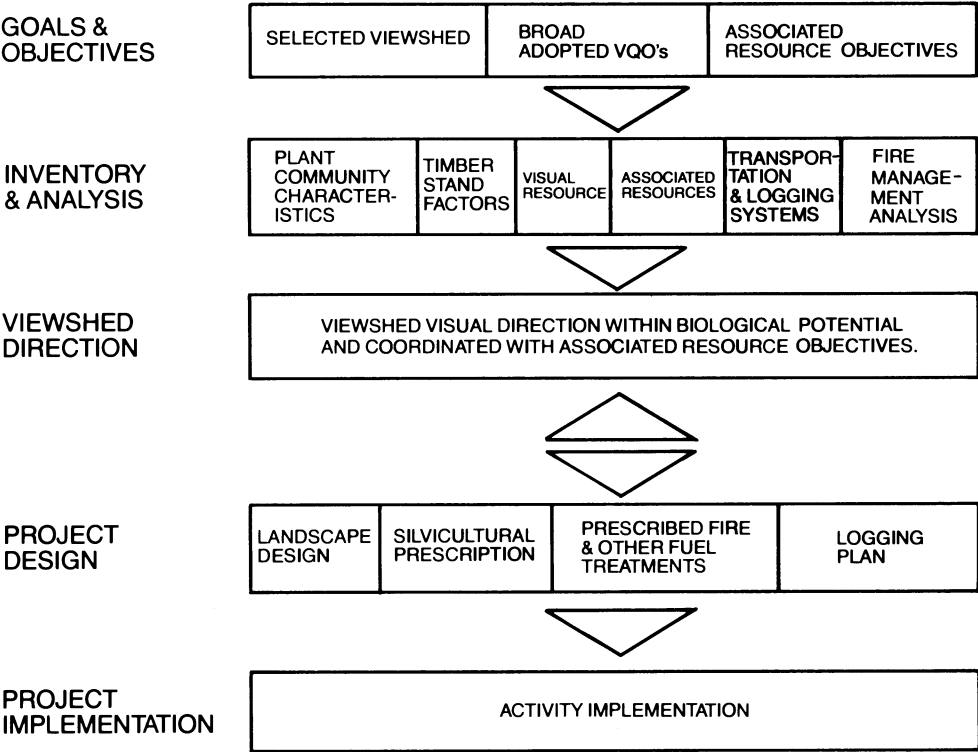 GOALS &
OBJECTIVES
SELECTED VIEWSHED
BROAD
ADOPTED VQO's
ASSOCIATED
RESOURCE OBJECTIVES
INVENTORY
& ANALYSIS
PLANT
COMMUNITY
CHARACTER-
ISTICS
TIMBER
STAND
FACTORS
VISUAL
RESOURCE
ASSOCIATED
RESOURCES
TRANSPOR-
TATION
& LOGGING
SYSTEMS
FIRE
MANAGE-
MENT
ANALYSIS
VIEWSHED
DIRECTION
VIEWSHED VISUAL DIRECTION WITHIN BIOLOGICAL POTENTIAL
AND COORDINATED WITH ASSOCIATED RESOURCE OBJECTIVES.
PROJECT
DESIGN
LANDSCAPE
DESIGN
SILVICULTURAL
PRESCRIPTION
PRESCRIBED FIRE
& OTHER FUEL
TREATMENTS
LOGGING
PLAN
PROJECT
IMPLEMENTATION
ACTIVITY IMPLEMENTATION